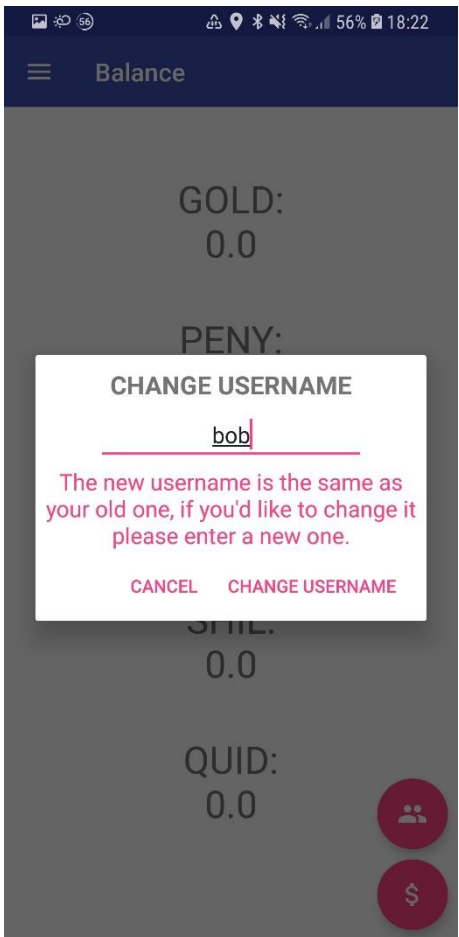 56 56% 18:22
Balance
GOLD:
0.0
PENY:
CHANGE USERNAME
bob
The new username is the same as
your old one, if you'd like to change it
please enter a new one.
CANCEL CHANGE USERNAME
SHIL:
0.0
QUID:
0.0
$